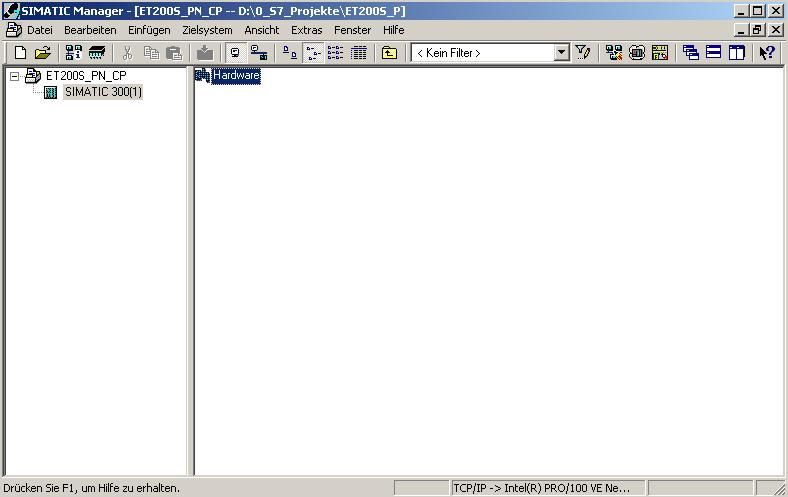 SIMATIC Manager - [ET200S_PN_CP -- D:\0_S7_Projekte\ET200S_P]
Datei Bearbeiten Einfügen Zielsystem Ansicht Extras Fenster Hilfe
< Kein Filter >
ET200S_PN_CP
SIMATIC 300(1)
Hardware
Drücken Sie F1, um Hilfe zu erhalten.
TCP/IP -> Intel(R) PRO/100 VE Ne...